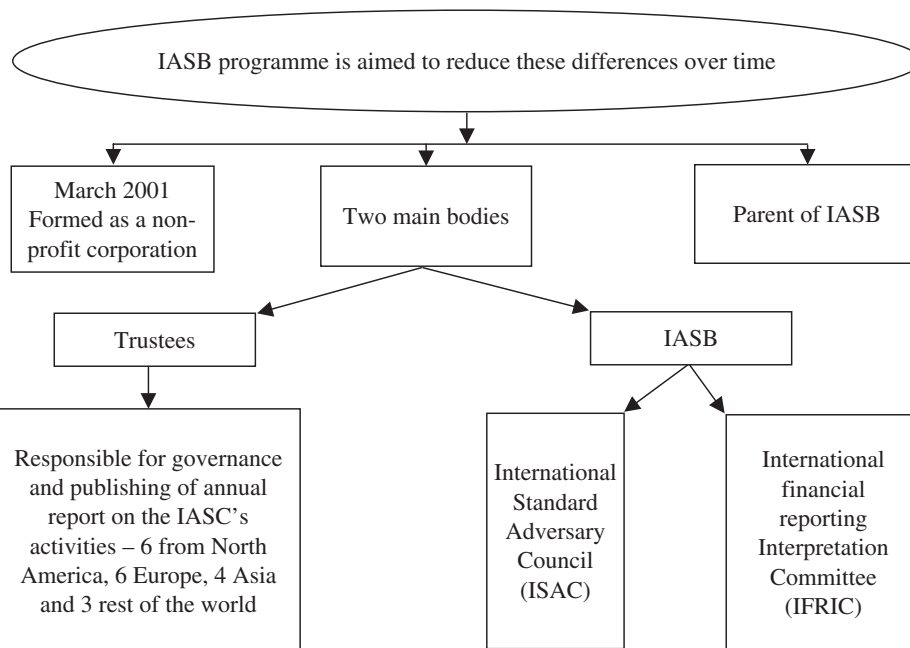 IASB programme is aimed to reduce these differences over time
March 2001
Formed as a non-
profit corporation
Two main bodies
Parent of IASB
Trustees
IASB
Responsible for governance
and publishing of annual
report on the IASC’s
activities – 6 from North
America, 6 Europe, 4 Asia
and 3 rest of the world
International
Standard
Adversary
Council
(ISAC)
International
financial
reporting
Interpretation
Committee
(IFRIC)